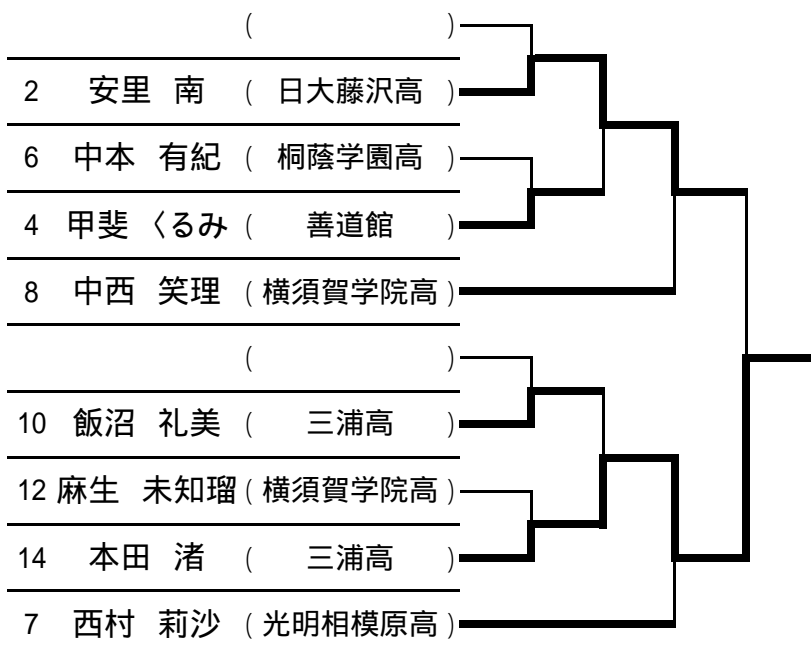 ( )
2 安里 南 ( 日大藤沢高 )
6 中本 有紀 ( 桐蔭学園高 )
4 甲斐 くるみ ( 善道館 )
8 中西 笑理 ( 横須賀学院高 )
( )
10 飯沼 礼美 ( 三浦高 )
12 麻生 未知瑠 ( 横須賀学院高 )
14 本田 渚 ( 三浦高 )
7 西村 莉沙 ( 光明相模原高 )